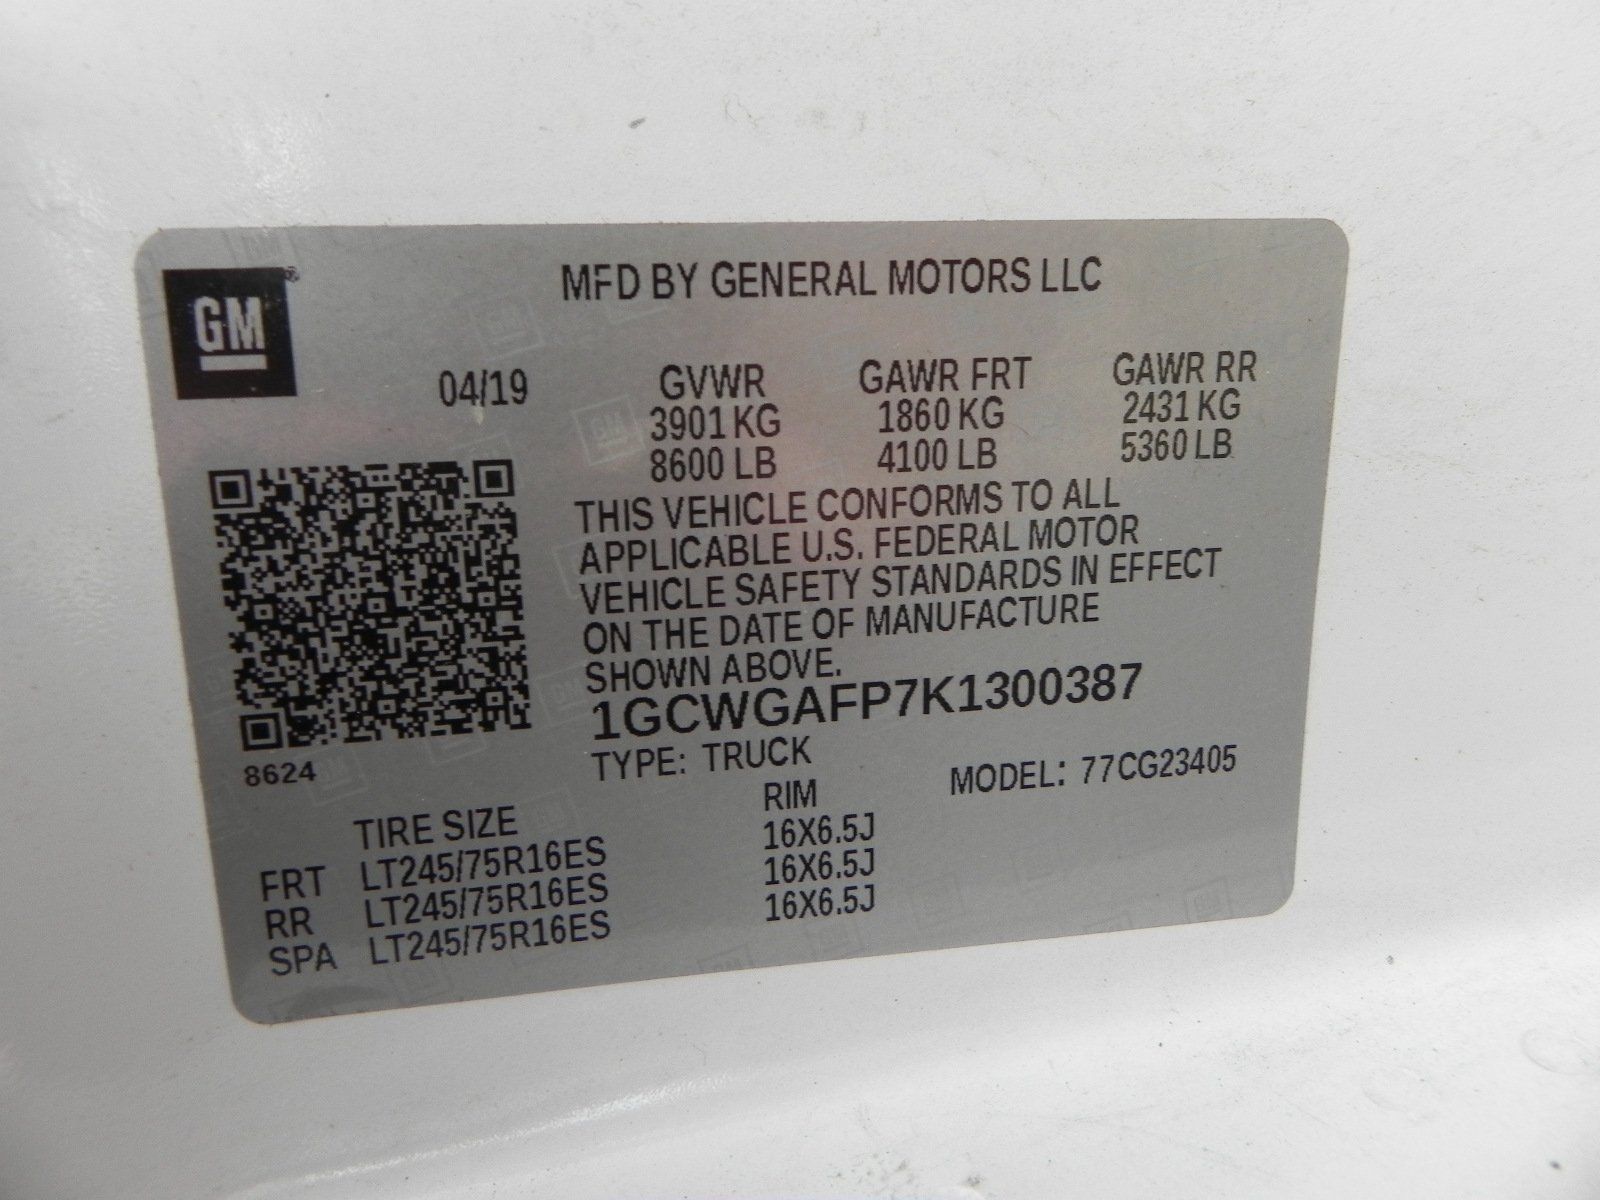 GM
MFD BY GENERAL MOTORS LLC
04/19 GVWR GAWR FRT GAWR RR
3901 KG 1860 KG 2431 KG
8600 LB 4100 LB 5360 LB
THIS VEHICLE CONFORMS TO ALL
APPLICABLE U.S. FEDERAL MOTOR
VEHICLE SAFETY STANDARDS IN EFFECT
ON THE DATE OF MANUFACTURE
SHOWN ABOVE.
1GCWGAFP7K1300387
8624
TYPE: TRUCK MODEL: 77CG23405
TIRE SIZE RIM
FRT LT245/75R16ES 16X6.5J
RR LT245/75R16ES 16X6.5J
SPA LT245/75R16ES 16X6.5J